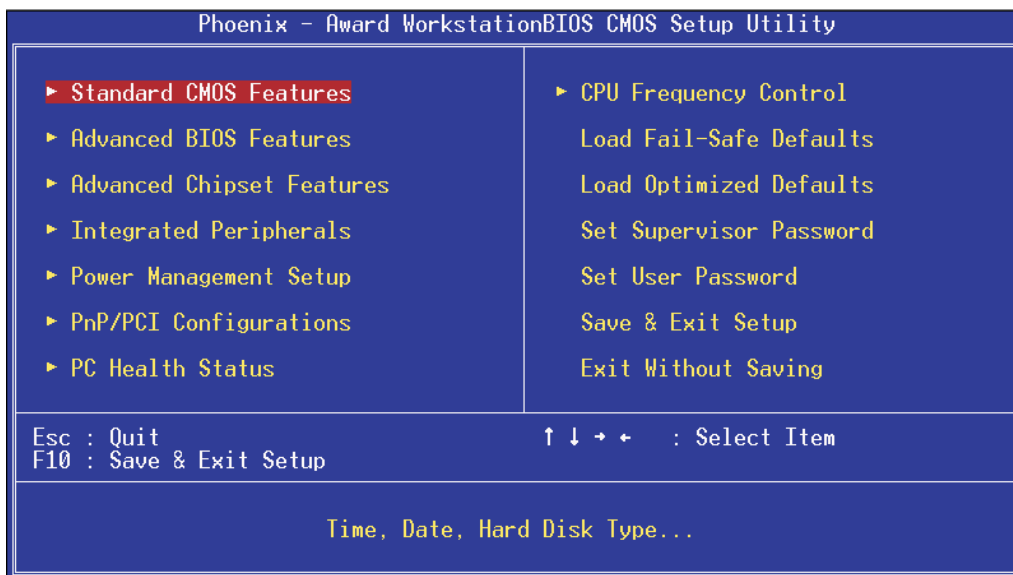 Phoenix - Award WorkstationBIOS CMOS Setup Utility
▶ Standard CMOS Features
▶ Advanced BIOS Features
▶ Advanced Chipset Features
▶ Integrated Peripherals
▶ Power Management Setup
▶ PnP/PCI Configurations
▶ PC Health Status
▶ CPU Frequency Control
Load Fail-Safe Defaults
Load Optimized Defaults
Set Supervisor Password
Set User Password
Save & Exit Setup
Exit Without Saving
Esc : Quit
F10 : Save & Exit Setup
↑ ↓ → ← : Select Item
Time, Date, Hard Disk Type...